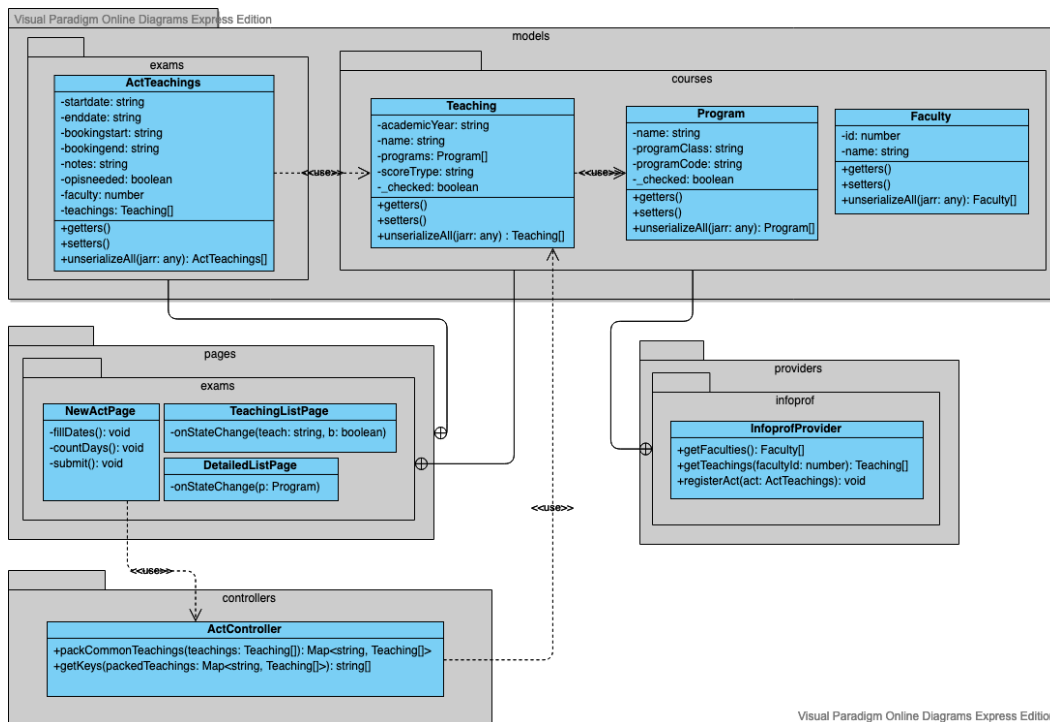 Visual Paradigm Online Diagrams Express Edition
models
exams
ActTeachings
-startdate: string
-enddate: string
-bookingstart: string
-bookingend: string
-notes: string
-opisneeded: boolean
-faculty: number
-teachings: Teaching[]
+getters()
+setters()
+unserializeAll(jarr: any): ActTeachings[]
<<use>>
courses
Teaching
-academicYear: string
-name: string
-programs: Program[]
-scoreTrype: string
-_checked: boolean
+getters()
+setters()
+unserializeAll(jarr: any) : Teaching[]
<<use>>
Program
-name: string
-programClass: string
-programCode: string
-_checked: boolean
+getters()
+setters()
+unserializeAll(jarr: any): Program[]
Faculty
-id: number
-name: string
+getters()
+setters()
+unserializeAll(jarr: any): Faculty[]
pages
exams
NewActPage
-fillDates(): void
-countDays(): void
-submit(): void
TeachingListPage
-onStateChange(teach: string, b: boolean)
DetailedListPage
-onStateChange(p: Program)
providers
infoprof
InfoprofProvider
+getFaculties(): Faculty[]
+getTeachings(facultyId: number): Teaching[]
+registerAct(act: ActTeachings): void
<<use>>
<<use>>
controllers
ActController
+packCommonTeachings(teachings: Teaching[]): Map<string, Teaching[]>
+getKeys(packedTeachings: Map<string, Teaching[]>): string[]
Visual Paradigm Online Diagrams Express Edition